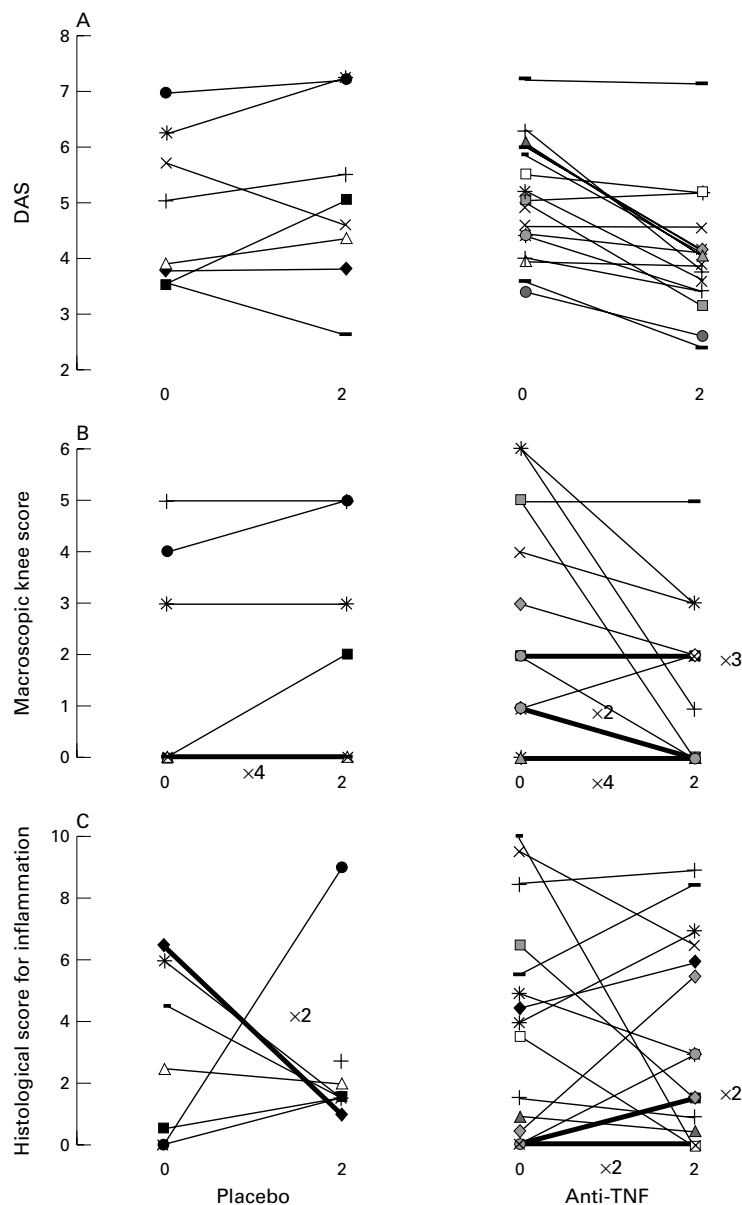 A
8
7
6
5
4
3
2
DAS
0 2 0 2
B
6
5
4
3
2
1
0
Macroscopic knee score
×3
×2
0 2 0 2
×4 ×4
C
10
8
6
4
2
0
Histological score for inflammation
×2
×2
0 2 0 2
×2
Placebo Anti-TNF